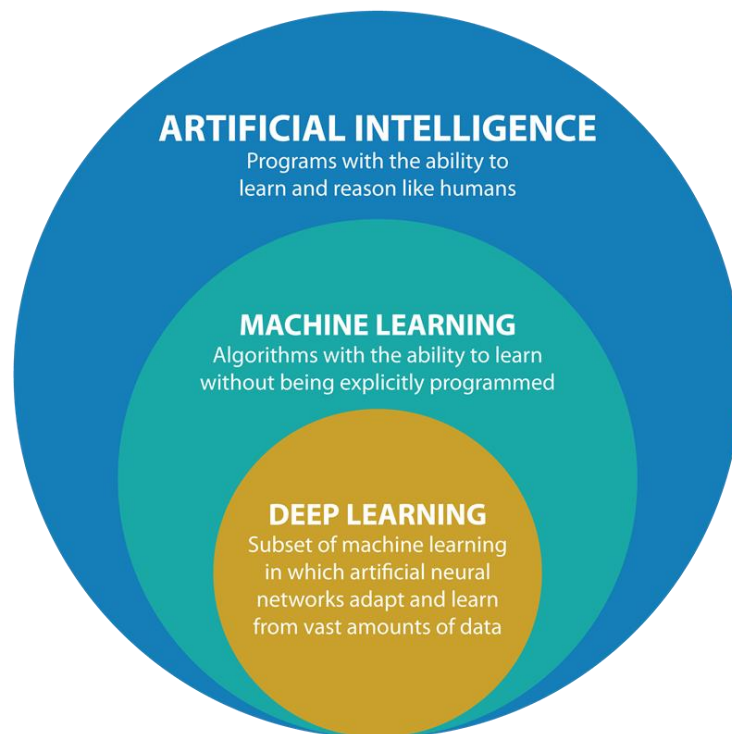 ARTIFICIAL INTELLIGENCE
Programs with the ability to
learn and reason like humans
MACHINE LEARNING
Algorithms with the ability to learn
without being explicitly programmed
DEEP LEARNING
Subset of machine learning
in which artificial neural
networks adapt and learn
from vast amounts of data